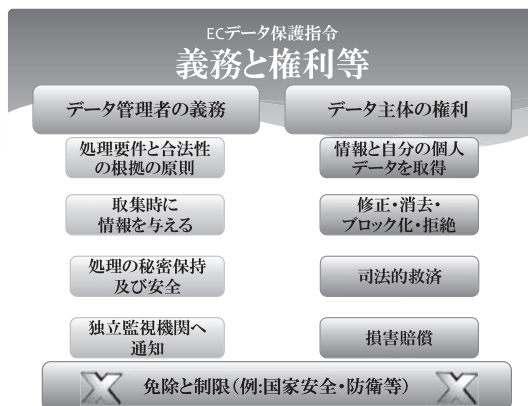 ECデータ保護指令
義務と権利等
データ管理者の義務
データ主体の権利
処理要件と合法性
の根拠の原則
情報と自分の個人
データを取得
取集時に
情報を与える
修正・消去・
ブロック化・拒絶
処理の秘密保持
及び安全
司法的救済
独立監視機関へ
通知
損害賠償
X 免除と制限(例:国家安全・防衛等) X